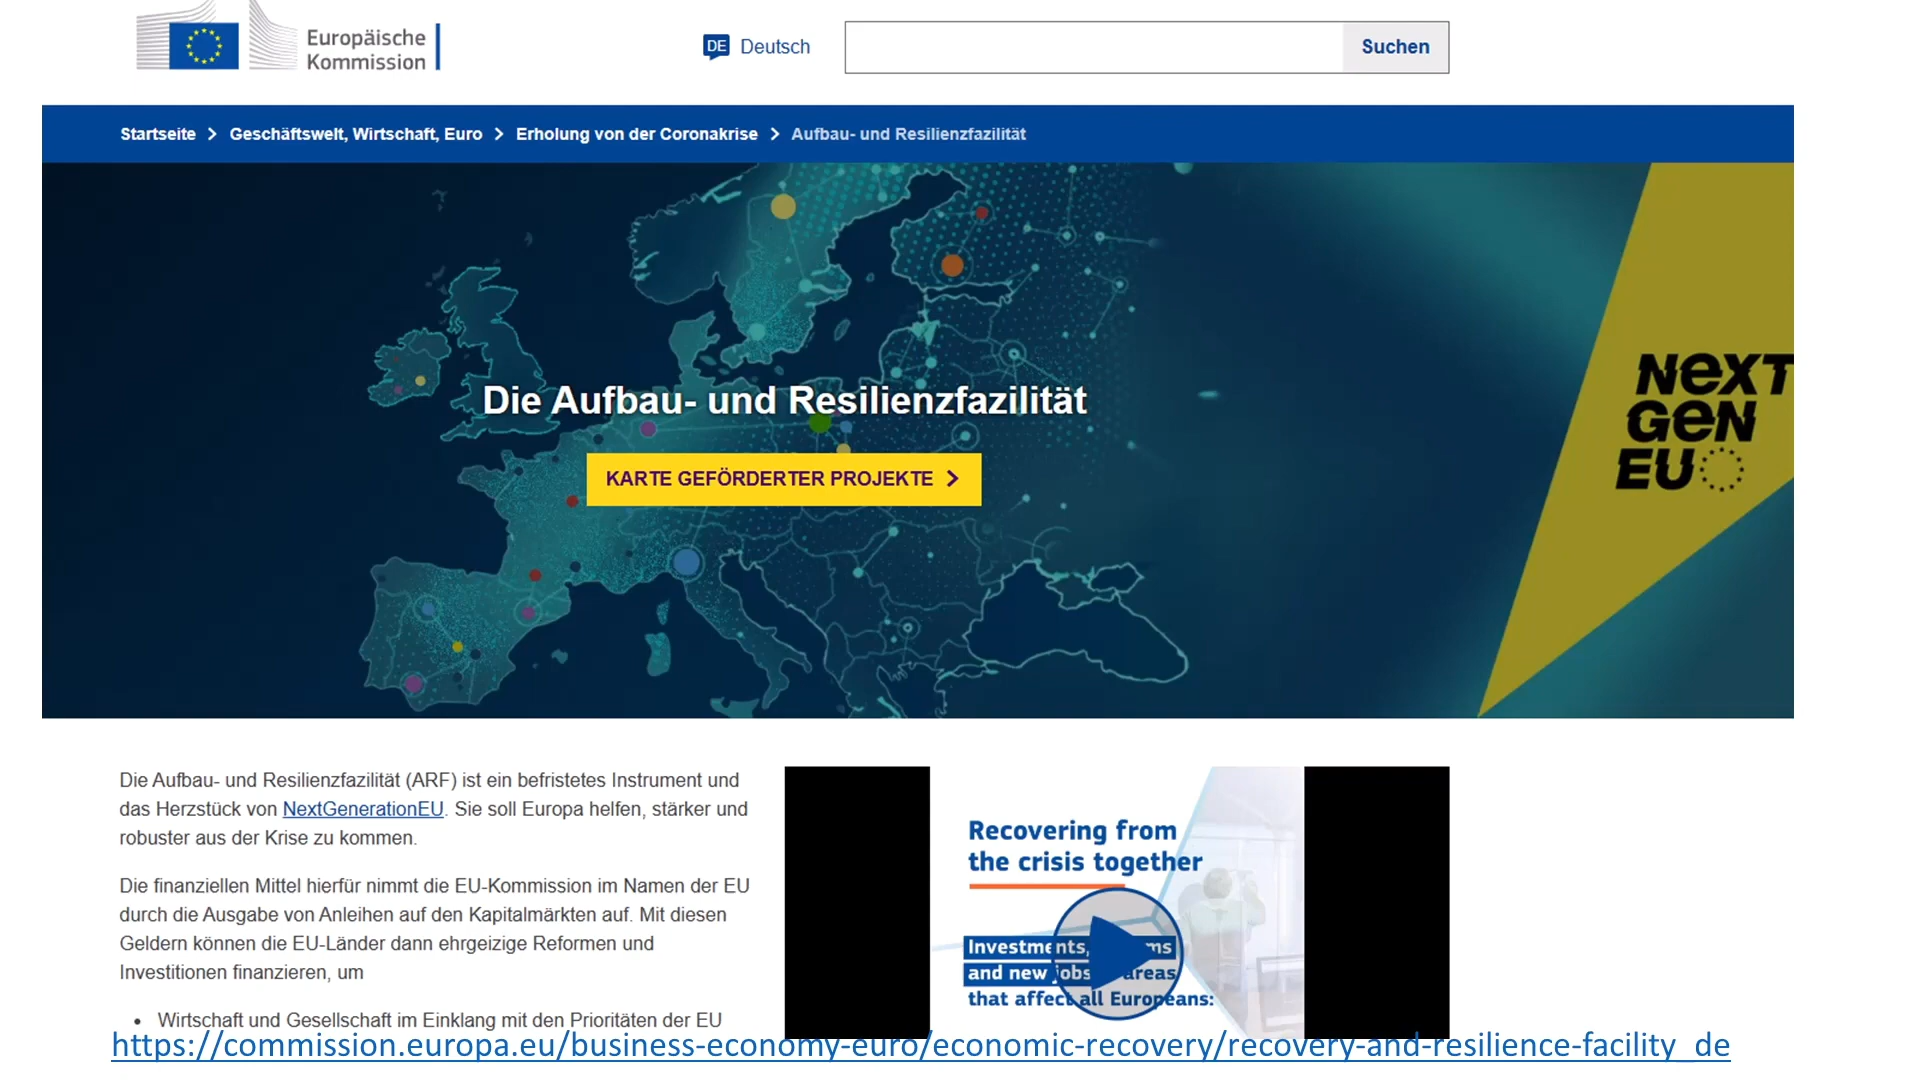 Europäische
Kommission
DE Deutsch
Suchen
Startseite > Geschäftswelt, Wirtschaft, Euro > Erholung von der Coronakrise > Aufbau- und Resilienzfazilität
Die Aufbau- und Resilienzfazilität
KARTE GEFÖRDERTER PROJEKTE >
NEXT
GEN
EU
Die Aufbau- und Resilienzfazilität (ARF) ist ein befristetes Instrument und
das Herzstück von NextGenerationEU. Sie soll Europa helfen, stärker und
robuster aus der Krise zu kommen.
Die finanziellen Mittel hierfür nimmt die EU-Kommission im Namen der EU
durch die Ausgabe von Anleihen auf den Kapitalmärkten auf. Mit diesen
Geldern können die EU-Länder dann ehrgeizige Reformen und
Investitionen finanzieren, um
• Wirtschaft und Gesellschaft im Einklang mit den Prioritäten der EU
Recovering from
the crisis together
Investments,
and new jobs areas
that affect all Europeans:
https://commission.europa.eu/business-economy-euro/economic-recovery/recovery-and-resilience-facility_de